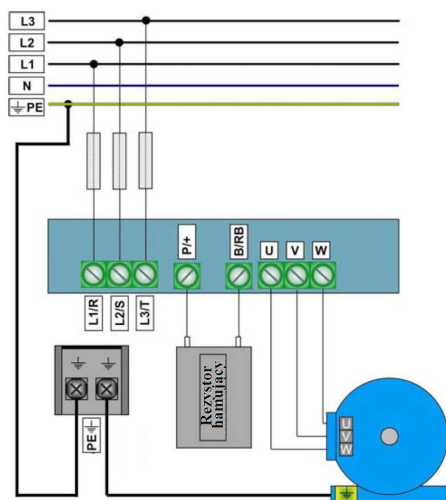 L3
L2
L1
N
⏚ PE
P/+
B/RB
U
V
W
L1/R
L2/S
L3/T
Rezystor
hamujący
PE ⏚
U
V
W